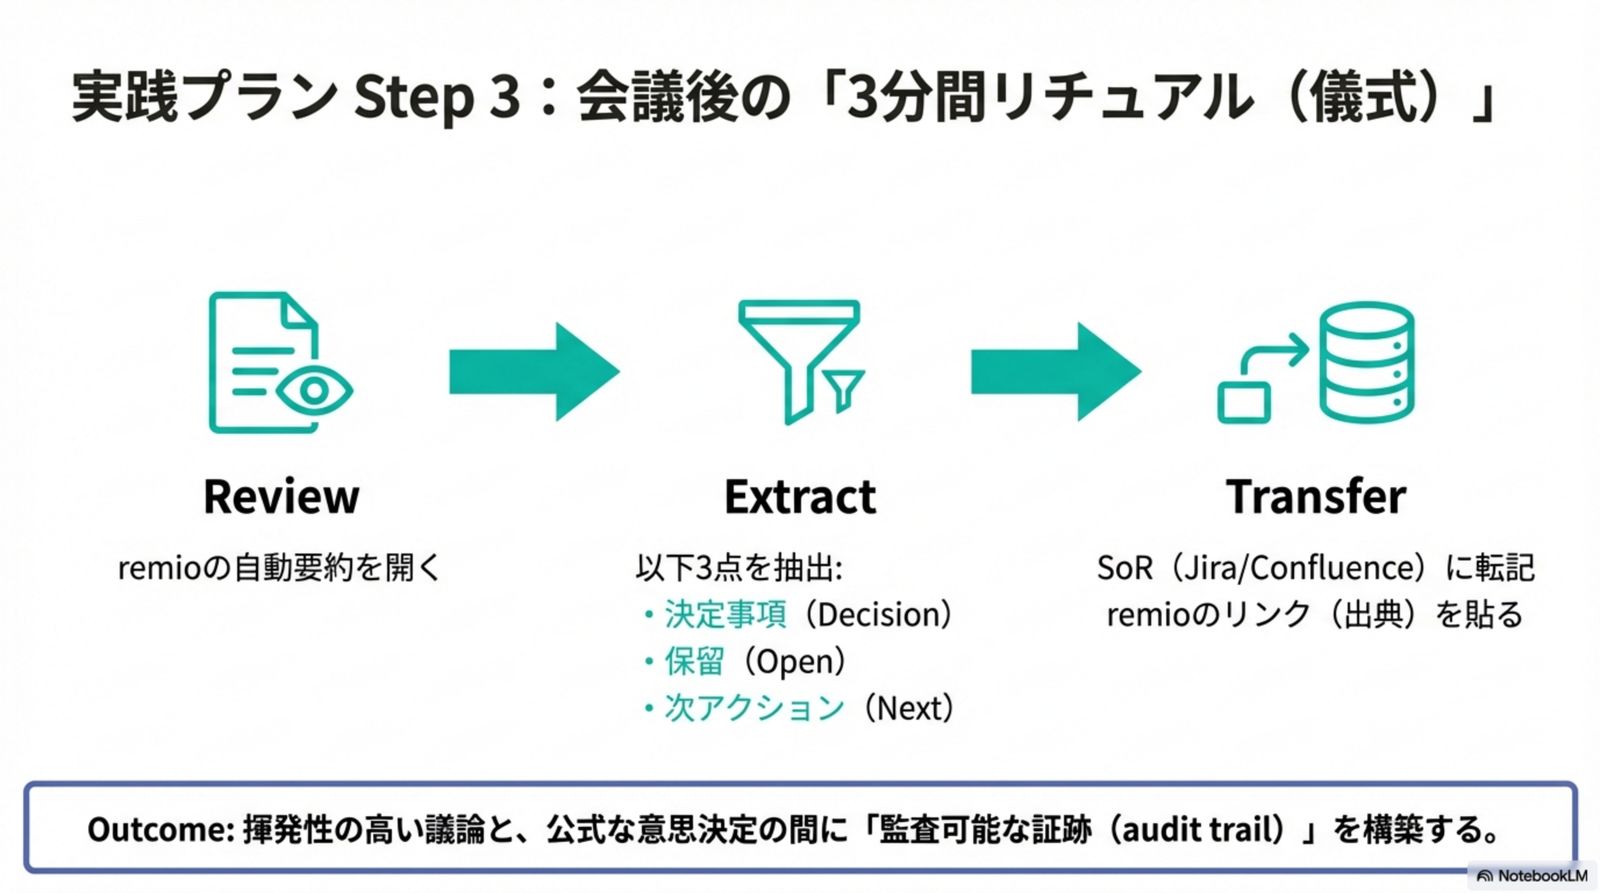 実践プラン Step 3：会議後の「3分間リチュアル（儀式）」
Review
remioの自動要約を開く
Extract
以下3点を抽出:
・決定事項（Decision）
・保留（Open）
・次アクション（Next）
Transfer
SoR（Jira/Confluence）に転記
remioのリンク（出典）を貼る
Outcome: 揮発性の高い議論と、公式な意思決定の間に「監査可能な証跡（audit trail）」を構築する。
NotebookLM